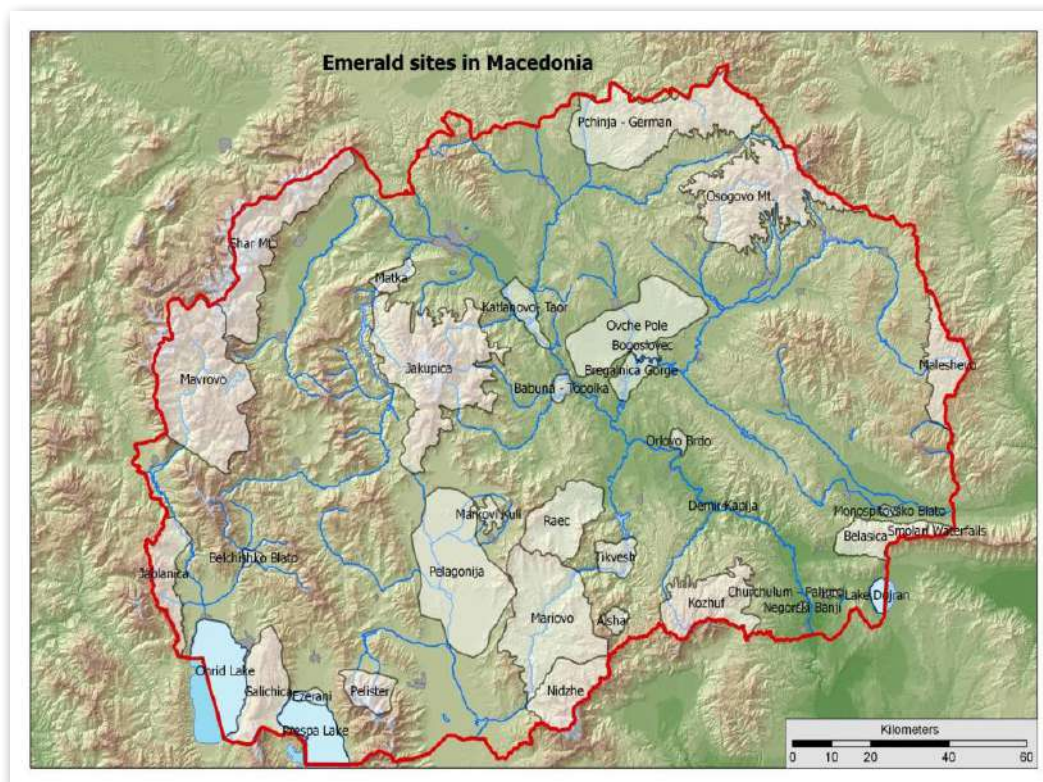 Emerald sites in Macedonia
Pchinja - German
Osogovo Mt.
Shar Mt.
Matka
Katlanovo- Taor
Ovche Pole
Bogoslovec
Mavrovo
Jakupica
Bregalnica Gorge
Maleshevo
Babuna - Topolka
Orlovo Brdo
Markovi Kuli
Raec
Demir Kapija
Monospitovsko Blato
Smolari Waterfalls
Belasica
Belchishko Blato
Tikvesh
Jablanica
Pelagonija
Churchulum - Paljurci
Lake Dojran
Kozhuf
Negorski Banji
Mariovo
Alshar
Ohrid Lake
Galichica
Ezerani
Pelister
Nidzhe
Prespa Lake
Kilometers
0 10 20 40 60